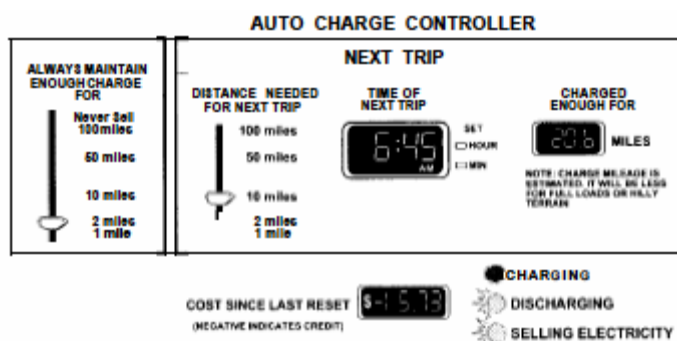 AUTO CHARGE CONTROLLER
ALWAYS MAINTAIN
ENOUGH CHARGE
FOR
Never Sell
100 miles
50 miles
10 miles
2 miles
1 mile
NEXT TRIP
DISTANCE NEEDED
FOR NEXT TRIP
100 miles
50 miles
10 miles
2 miles
1 mile
TIME OF
NEXT TRIP
6:45
AM
SET
HOUR
MIN
CHARGED
ENOUGH FOR
MILES
NOTE: CHARGE MILEAGE IS
ESTIMATED. IT WILL BE LESS
FOR FULL LOADS OR HILLY
TERRAIN
COST SINCE LAST RESET
(NEGATIVE INDICATES CREDIT)
$-15.73
CHARGING
DISCHARGING
SELLING ELECTRICITY